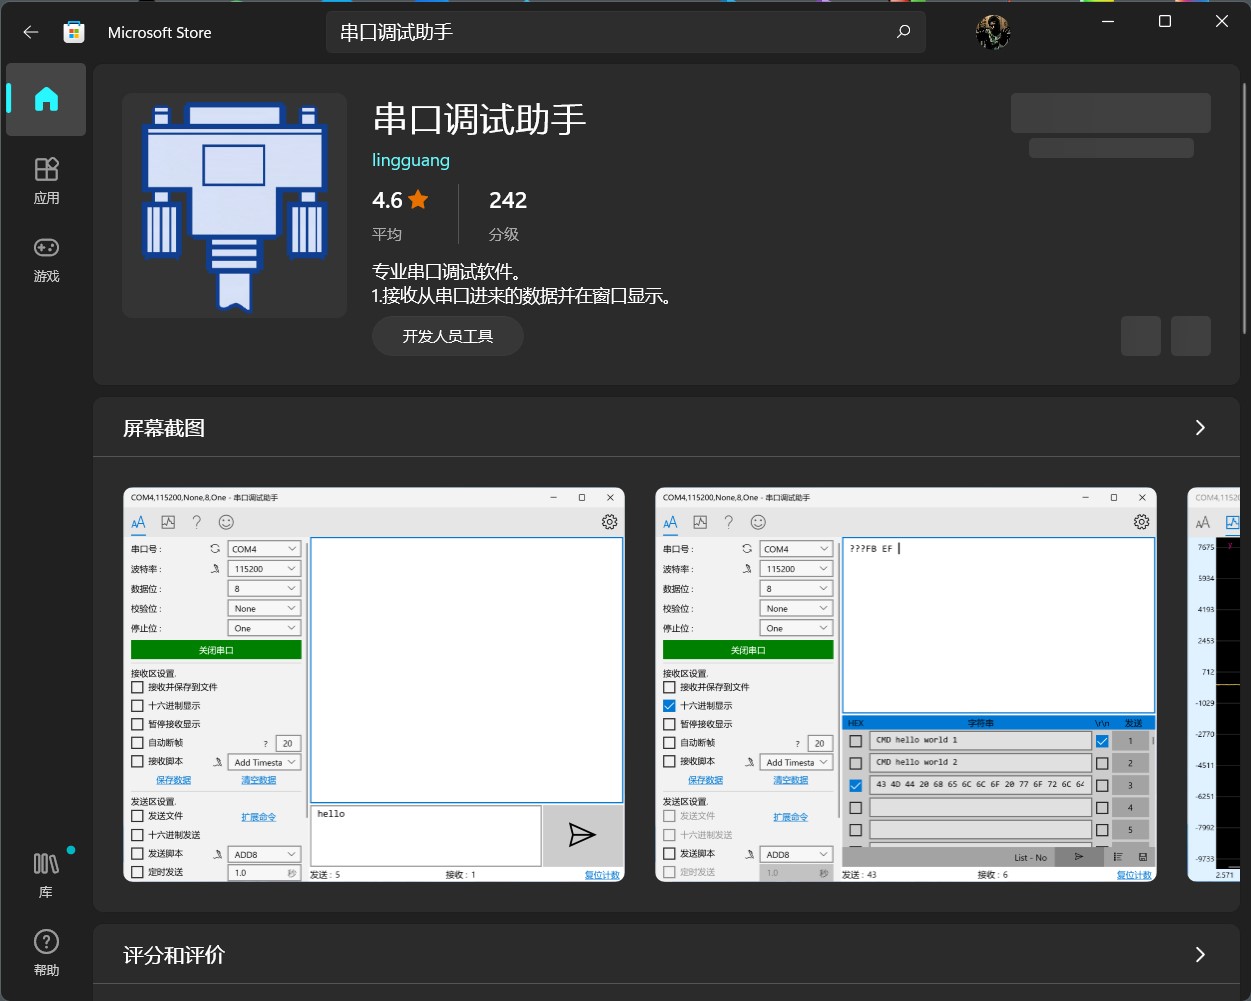 Microsoft Store
串口调试助手
应用
游戏
库
帮助
串口调试助手
lingguang
4.6
平均
242
分级
专业串口调试软件。
1.接收从串口进来的数据并在窗口显示。
开发人员工具
屏幕截图
COM4,115200,None,8,One - 串口调试助手
串口号: COM4
波特率: 115200
数据位: 8
校验位: None
停止位: One
关闭串口
接收区设置.
接收并保存到文件
十六进制显示
暂停接收显示
自动断帧 ? 20
接收脚本 Add Timesta
保存数据 清空数据
发送区设置.
发送文件 扩展命令
十六进制发送
发送脚本 ADD8
定时发送 1.0 秒
hello
发送 : 5 接收 : 1 复位计数
COM4,115200,None,8,One - 串口调试助手
串口号: COM4
波特率: 115200
数据位: 8
校验位: None
停止位: One
关闭串口
接收区设置.
接收并保存到文件
十六进制显示
暂停接收显示
自动断帧 ? 20
接收脚本 Add Timesta
保存数据 清空数据
发送区设置.
发送文件 扩展命令
十六进制发送
发送脚本 ADD8
定时发送 1.0 秒
???FB EF
HEX 字符串 \r\n 发送
CMD hello world 1 1
CMD hello world 2 2
43 4D 44 20 68 65 6C 6C 6F 20 77 6F 72 6C 64 3
4
5
List - No
发送 : 43 接收 : 6 复位计数
COM4,11520
7675
5934
4193
2453
712
-1029
-2770
-4511
-6251
-7992
-9733
2.571
评分和评价